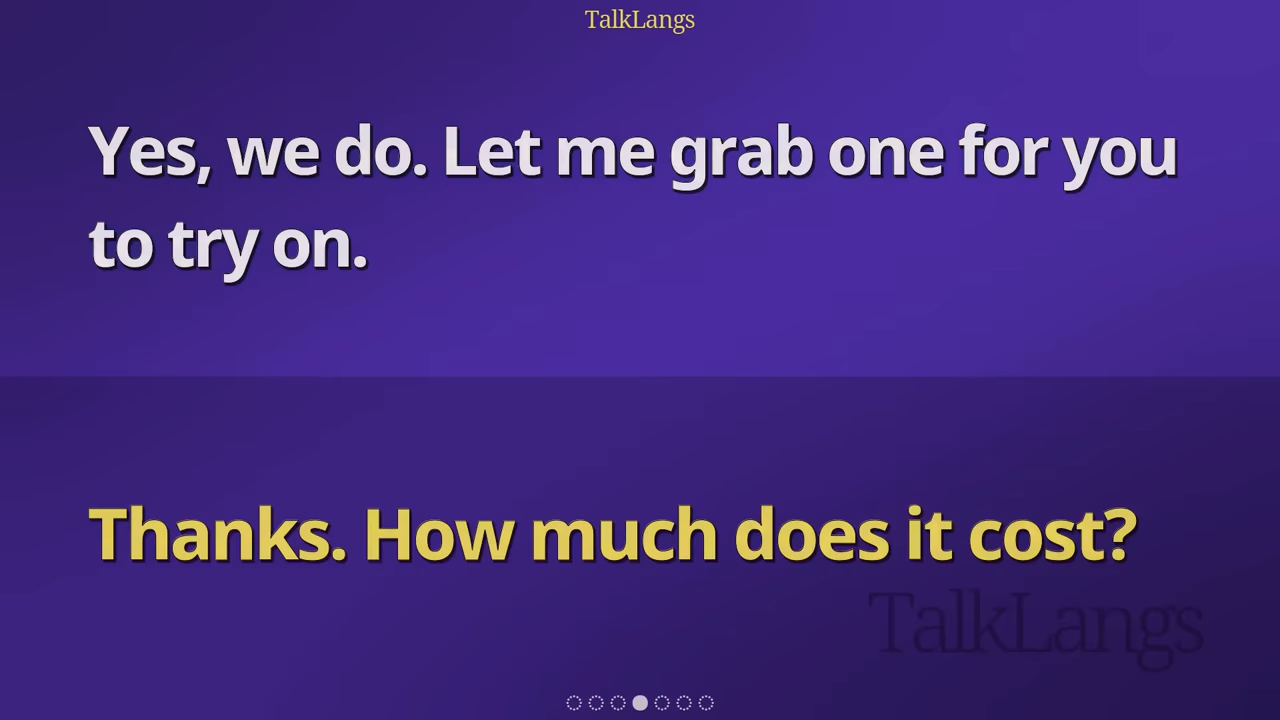 TalkLangs
Yes, we do. Let me grab one for you
to try on.
Thanks. How much does it cost?
TalkLangs